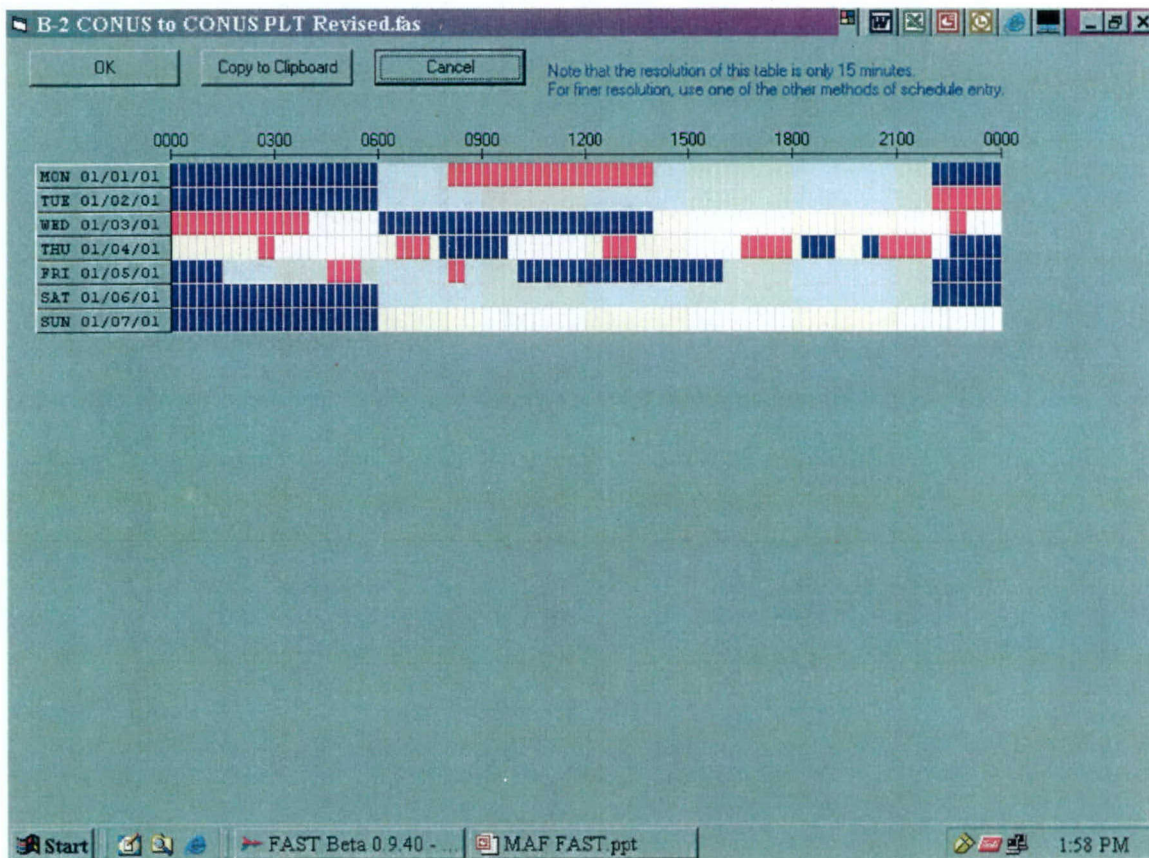 B-2 CONUS to CONUS PLT Revised.fas
OK
Copy to Clipboard
Cancel
Note that the resolution of this table is only 15 minutes.
For finer resolution, use one of the other methods of schedule entry.
0000 0300 0600 0900 1200 1500 1800 2100 0000
MON 01/01/01
TUE 01/02/01
WED 01/03/01
THU 01/04/01
FRI 01/05/01
SAT 01/06/01
SUN 01/07/01
Start
FAST Beta 0.9.40 - ...
MAF FAST.ppt
1:58 PM